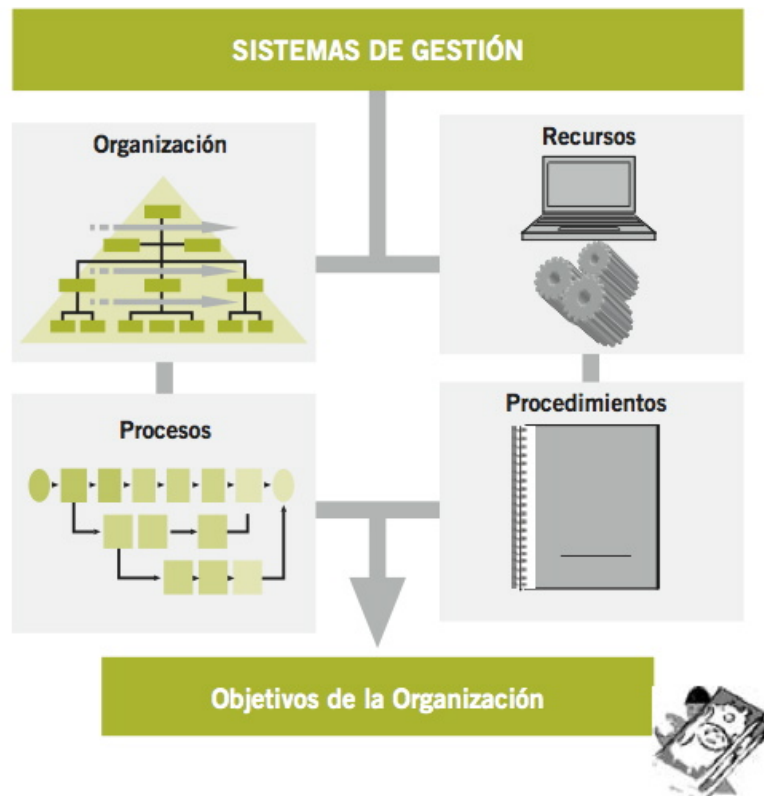 SISTEMAS DE GESTIÓN
Organización
Recursos
Procesos
Procedimientos
Objetivos de la Organización